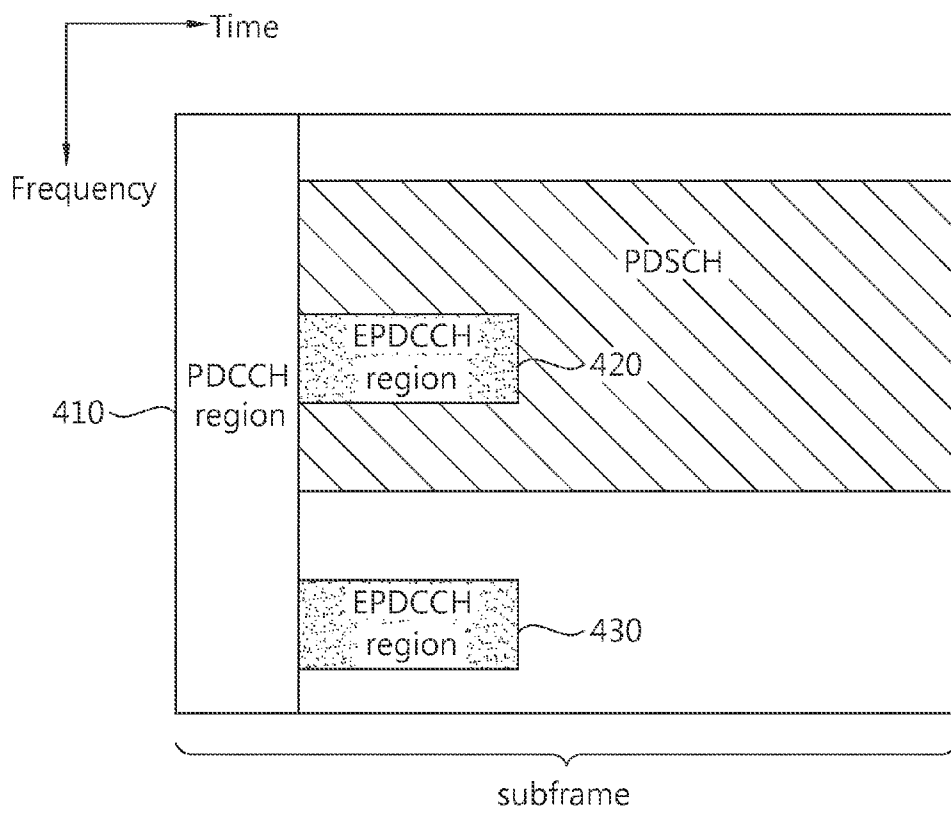 Time
Frequency
PDSCH
EPDCCH
region
420
PDCCH
region
410
EPDCCH
region
430
subframe